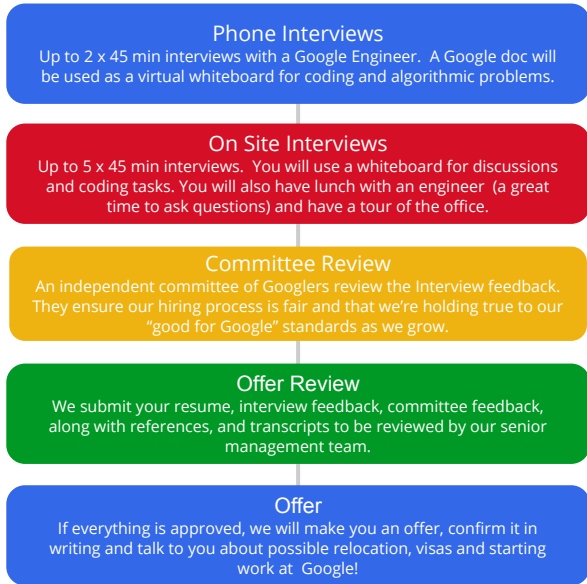 Phone Interviews
Up to 2 x 45 min interviews with a Google Engineer. A Google doc will
be used as a virtual whiteboard for coding and algorithmic problems.
On Site Interviews
Up to 5 x 45 min interviews. You will use a whiteboard for discussions
and coding tasks. You will also have lunch with an engineer (a great
time to ask questions) and have a tour of the office.
Committee Review
An independent committee of Googlers review the Interview feedback.
They ensure our hiring process is fair and that we’re holding true to our
“good for Google” standards as we grow.
Offer Review
We submit your resume, interview feedback, committee feedback,
along with references, and transcripts to be reviewed by our senior
management team.
Offer
If everything is approved, we will make you an offer, confirm it in
writing and talk to you about possible relocation, visas and starting
work at Google!